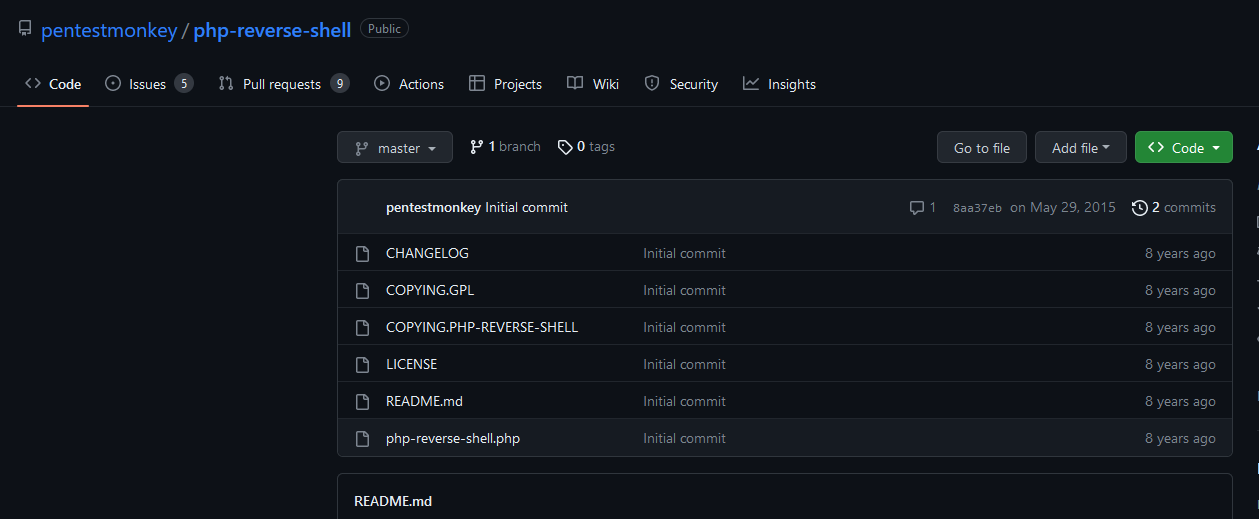 pentestmonkey / php-reverse-shell Public
Code Issues 5 Pull requests 9 Actions Projects Wiki Security Insights
master 1 branch 0 tags Go to file Add file Code
pentestmonkey Initial commit 1 8aa37eb on May 29, 2015 2 commits
CHANGELOG Initial commit 8 years ago
COPYING.GPL Initial commit 8 years ago
COPYING.PHP-REVERSE-SHELL Initial commit 8 years ago
LICENSE Initial commit 8 years ago
README.md Initial commit 8 years ago
php-reverse-shell.php Initial commit 8 years ago
README.md